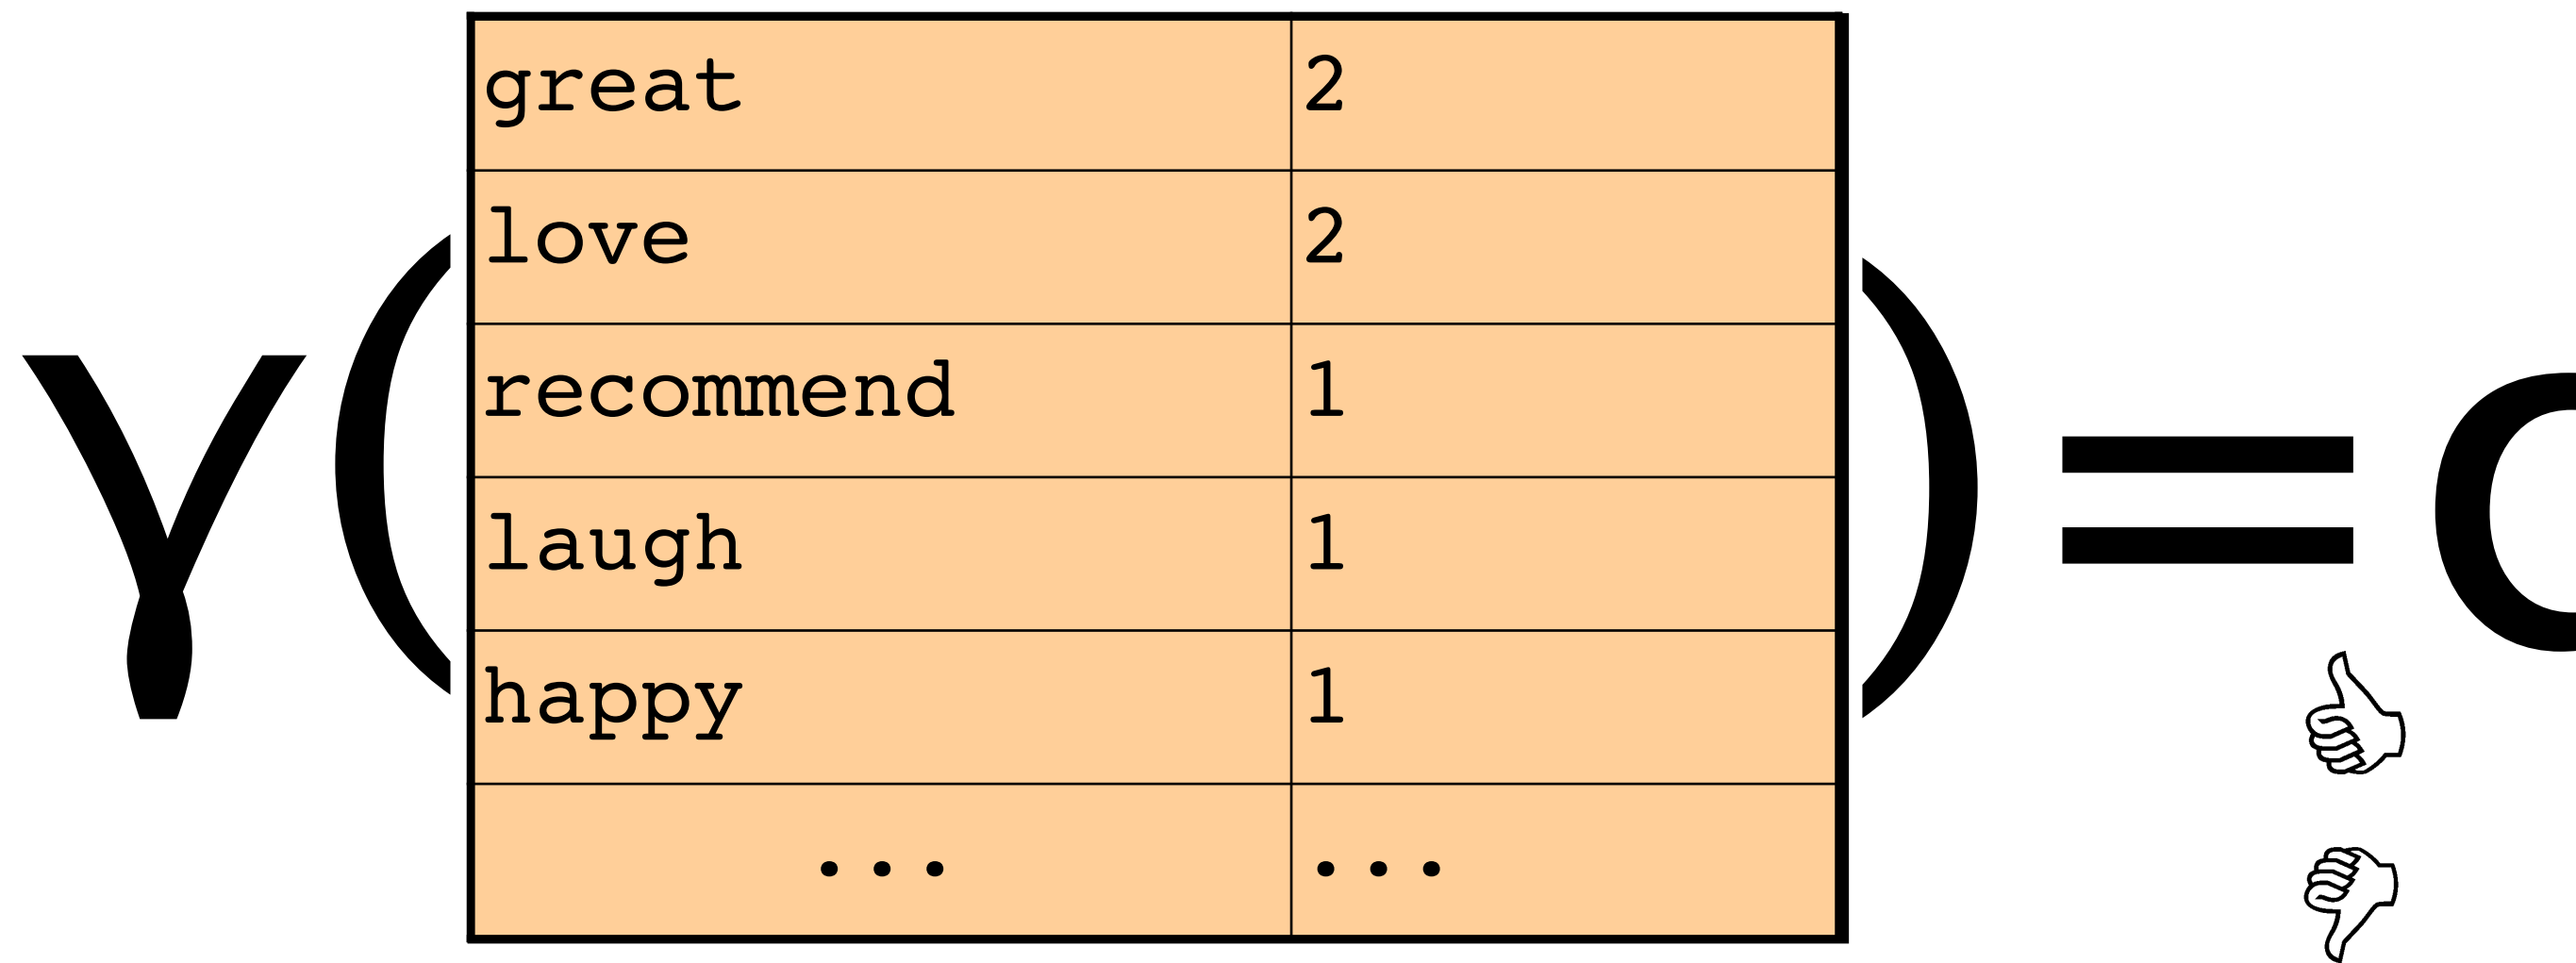 γ(
great 2
love 2
recommend 1
laugh 1
happy 1
... ...
)=c